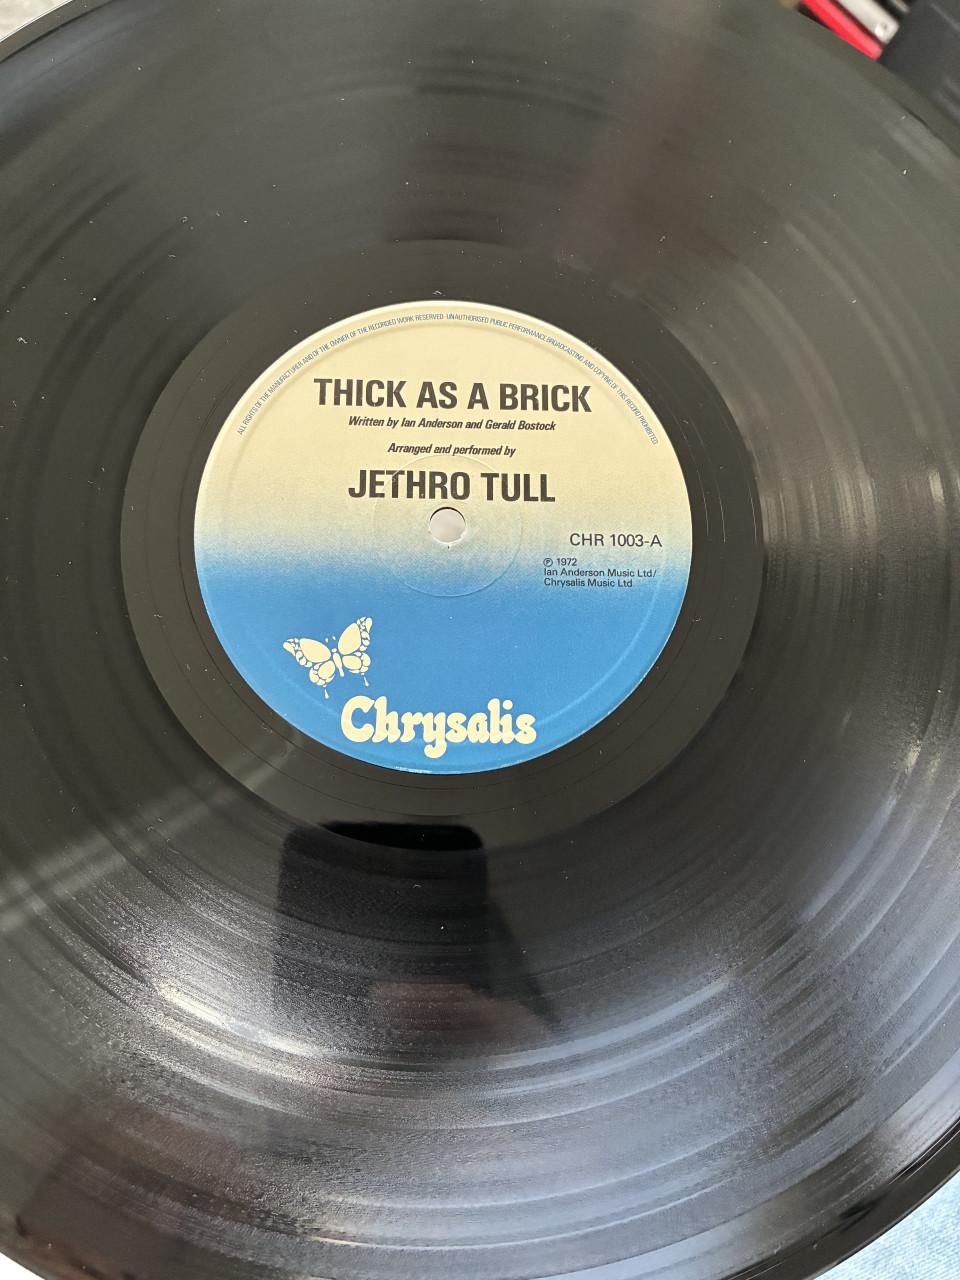 ALL RIGHTS OF THE MANUFACTURER AND OF THE OWNER OF THE RECORDED WORK RESERVED·UNAUTHORISED PUBLIC PERFORMANCE BROADCASTING AND COPYING OF THIS RECORD PROHIBITED
THICK AS A BRICK
Written by Ian Anderson and Gerald Bostock
Arranged and performed by
JETHRO TULL
CHR 1003-A
℗ 1972
Ian Anderson Music Ltd/
Chrysalis Music Ltd
Chrysalis